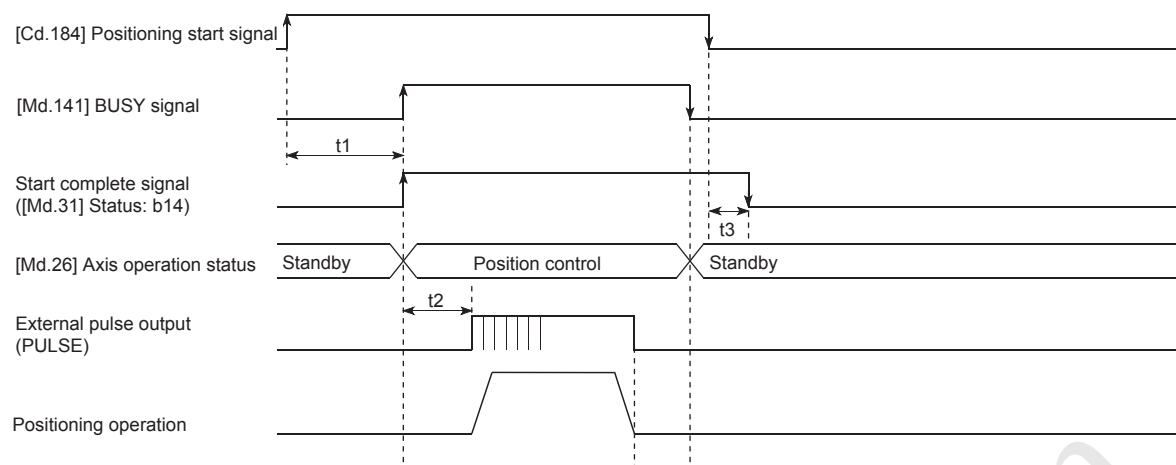 [Cd.184] Positioning start signal
[Md.141] BUSY signal
t1
Start complete signal
([Md.31] Status: b14)
t3
[Md.26] Axis operation status
Standby
Position control
Standby
t2
External pulse output
(PULSE)
Positioning operation